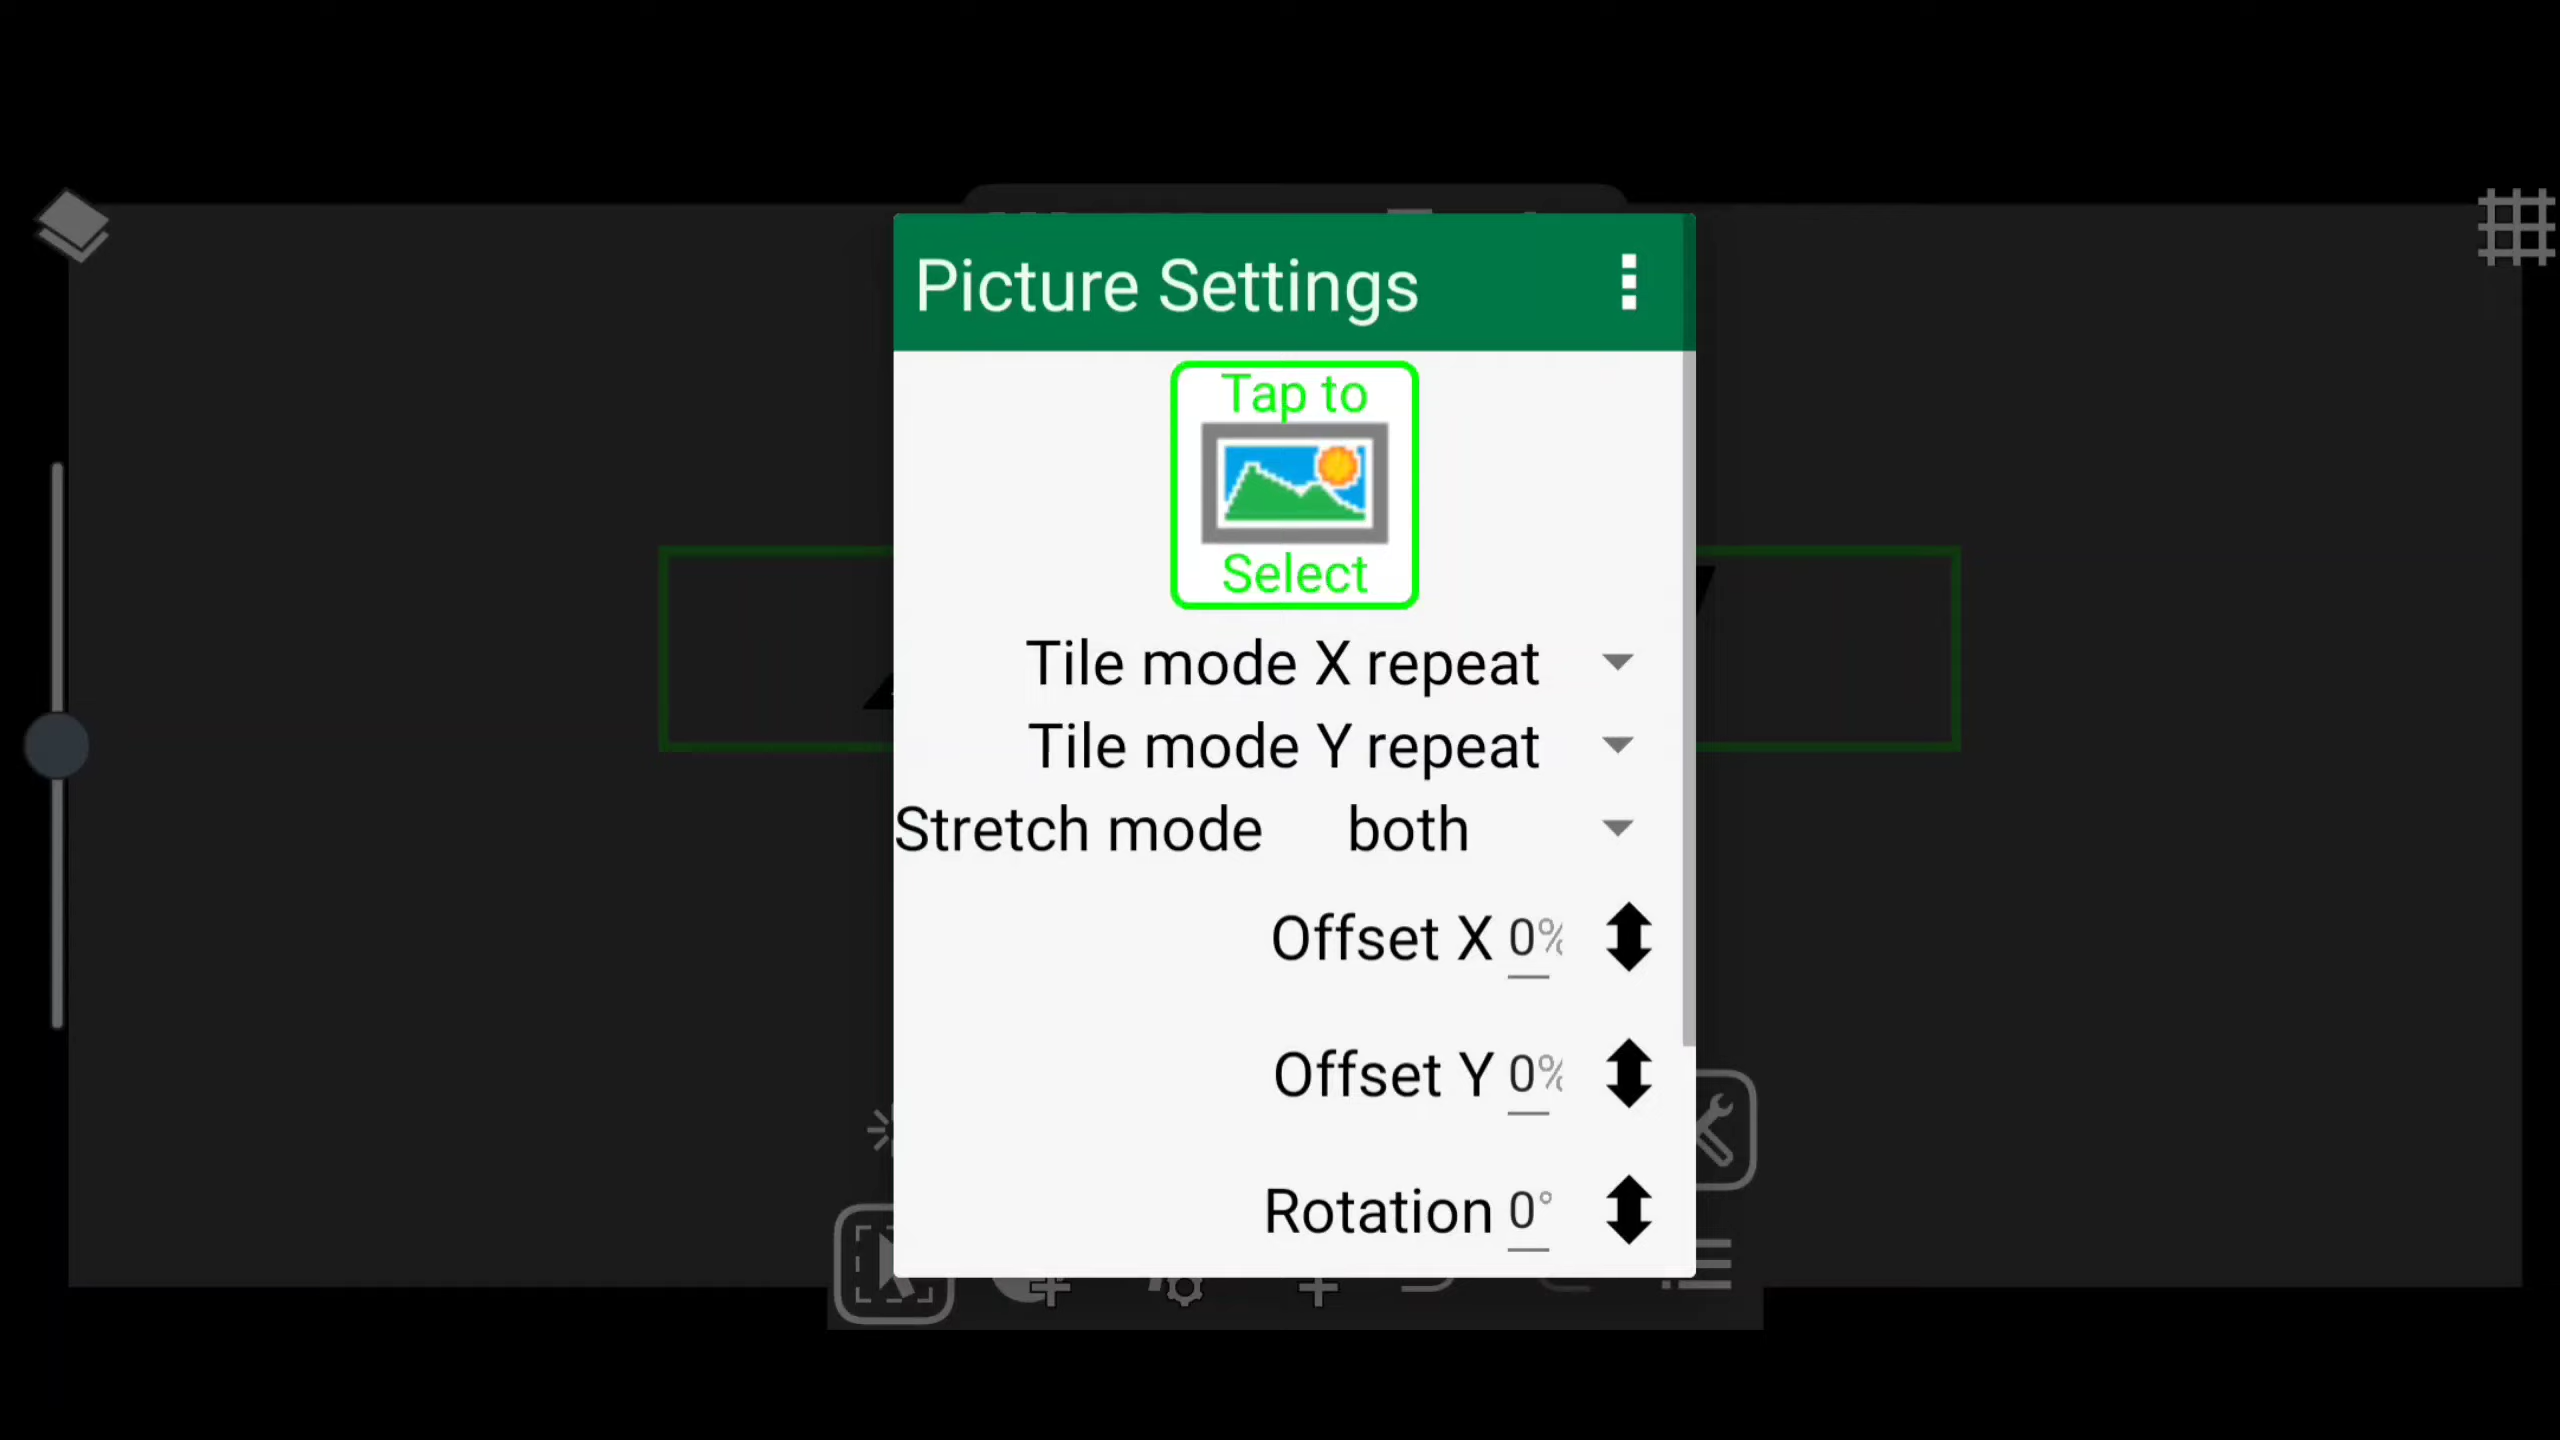 Picture Settings
Tap to
Select
Tile mode X repeat
Tile mode Y repeat
Stretch mode both
Offset X 0%
Offset Y 0%
Rotation 0°